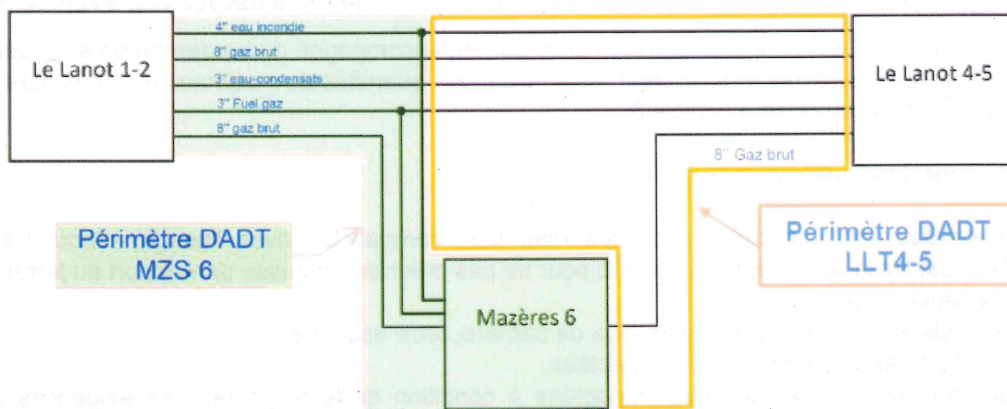 4" eau incendie
8" gaz brut
3" eau-condensats
3" Fuel gaz
8" gaz brut
Le Lanot 1-2
Le Lanot 4-5
8" Gaz brut
Périmètre DADT
MZS 6
Périmètre DADT
LLT4-5
Mazères 6